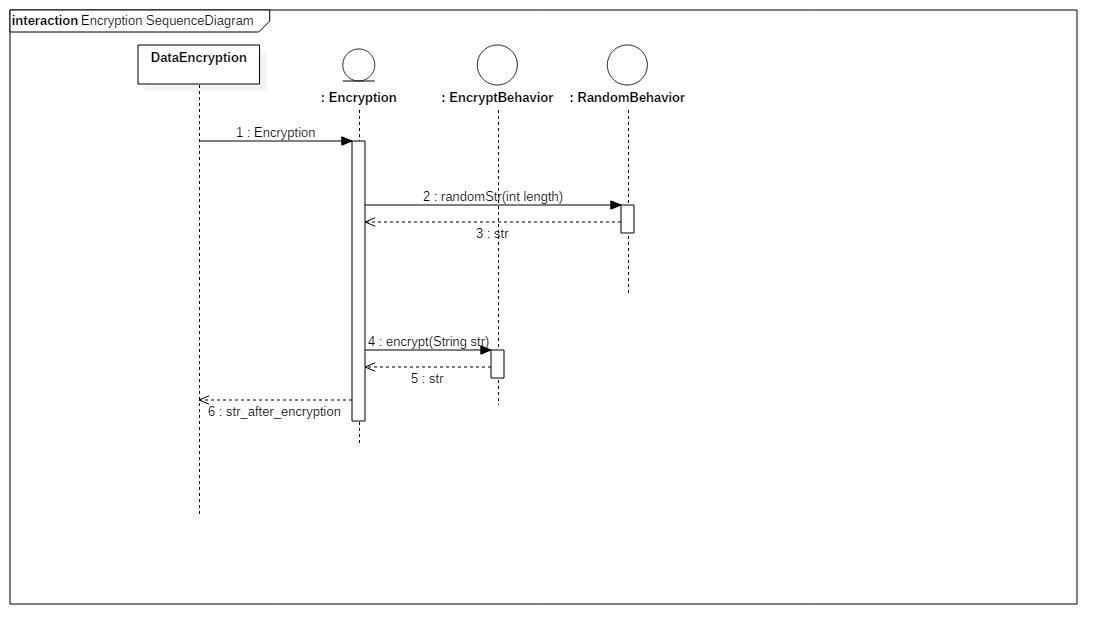 interaction Encryption SequenceDiagram
DataEncryption
: Encryption
: EncryptBehavior
: RandomBehavior
1 : Encryption
2 : randomStr(int length)
3 : str
4 : encrypt(String str)
5 : str
6 : str_after_encryption